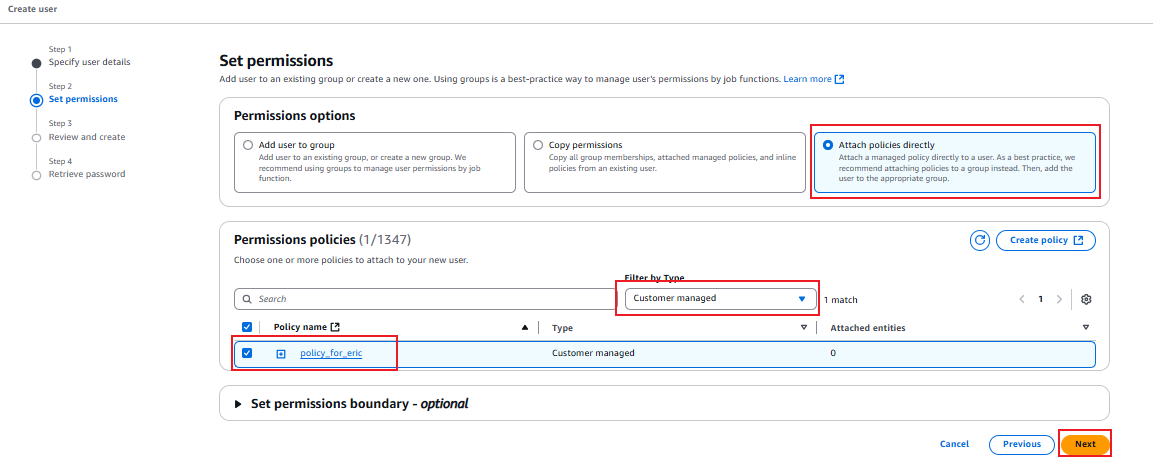 Create user
Step 1
Specify user details
Step 2
Set permissions
Step 3
Review and create
Step 4
Retrieve password
Set permissions
Add user to an existing group or create a new one. Using groups is a best-practice way to manage user's permissions by job functions. Learn more
Permissions options
Add user to group
Add user to an existing group, or create a new group. We
recommend using groups to manage user permissions by job
function.
Copy permissions
Copy all group memberships, attached managed policies, and inline
policies from an existing user.
Attach policies directly
Attach a managed policy directly to a user. As a best practice, we
recommend attaching policies to a group instead. Then, add the
user to the appropriate group.
Permissions policies (1/1347)
Create policy
Choose one or more policies to attach to your new user.
Filter by Type
Search
Customer managed
1 match
1
Policy name
Type
Attached entities
policy_for_eric
Customer managed
0
Set permissions boundary - optional
Cancel
Previous
Next